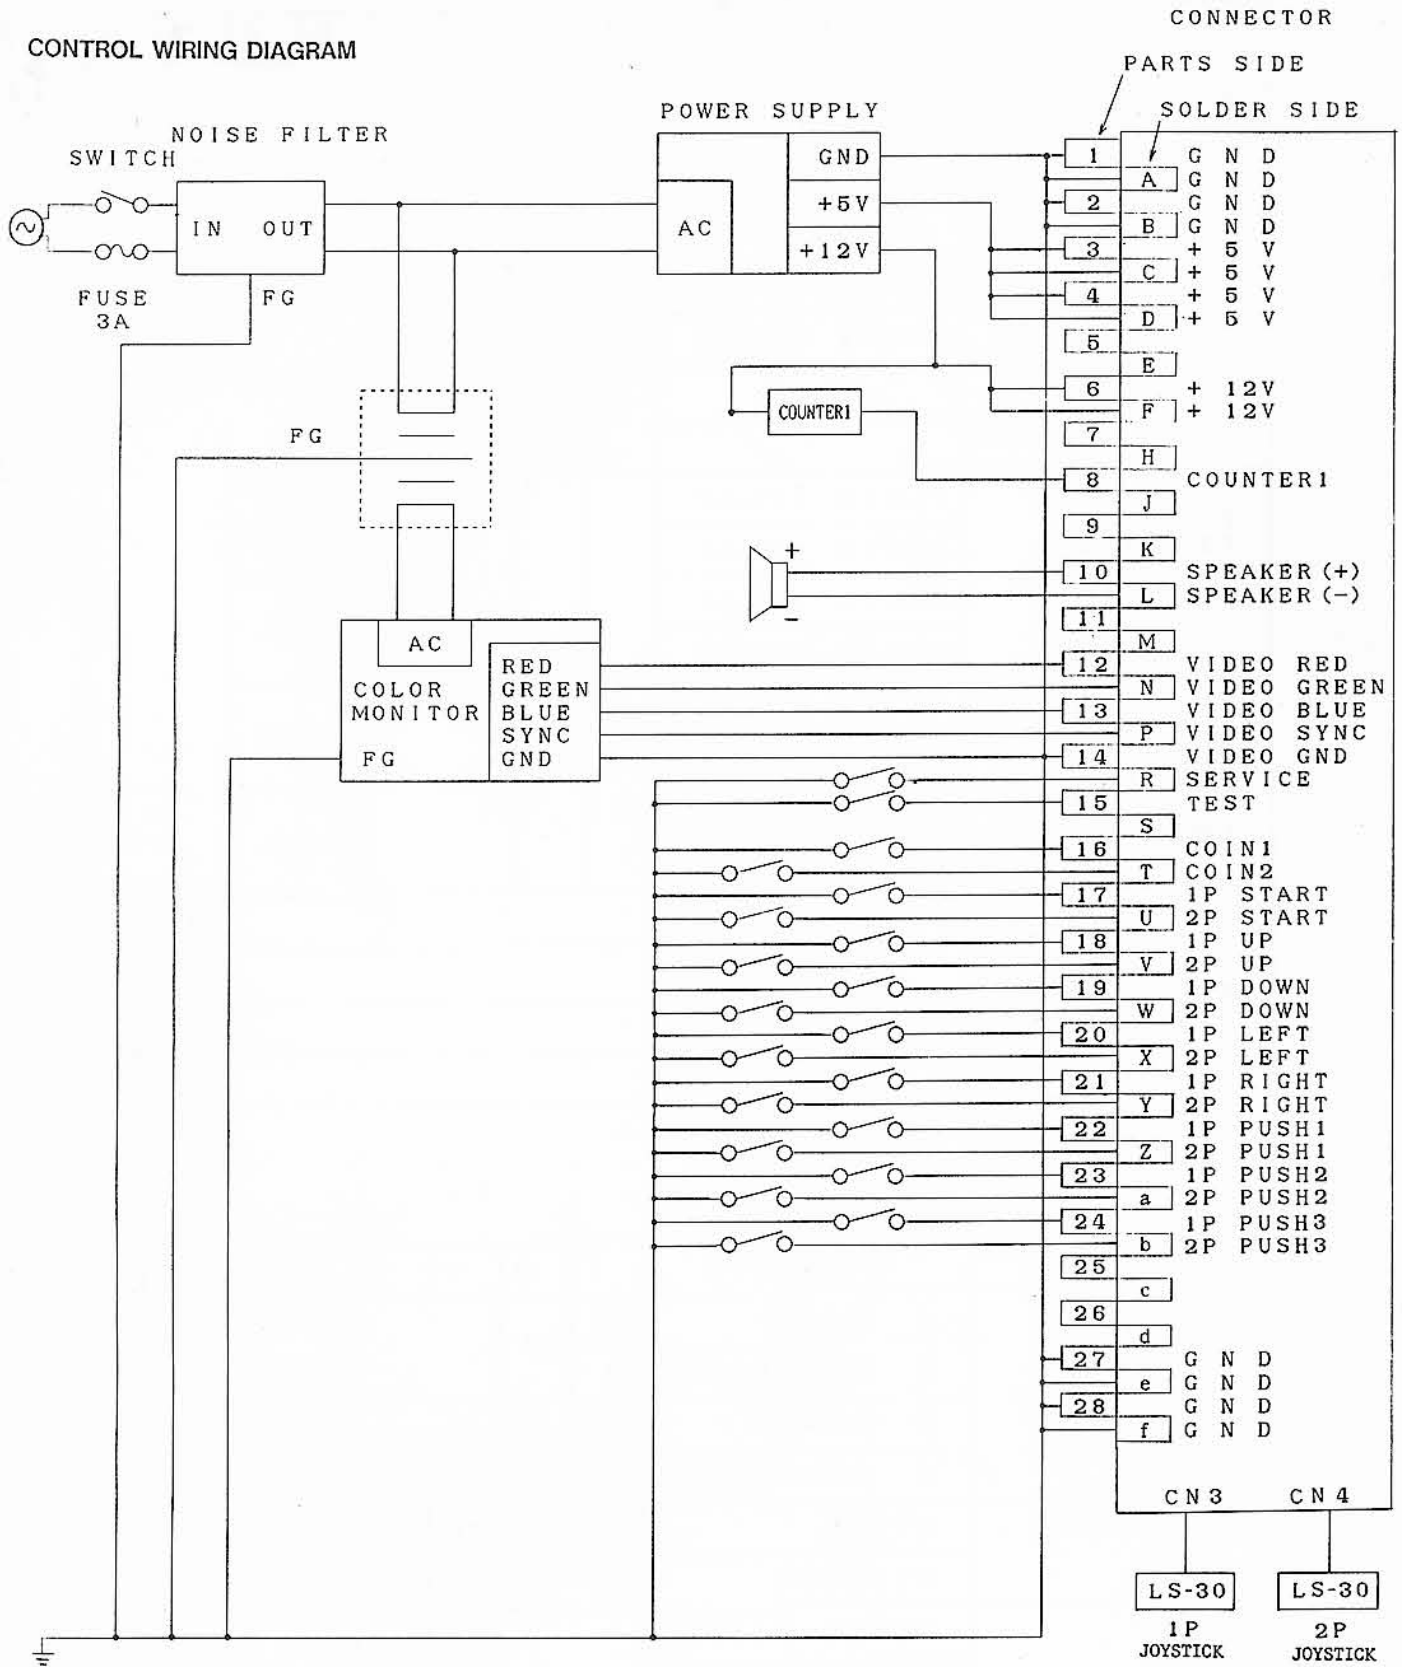 CONNECTOR
CONTROL WIRING DIAGRAM
PARTS SIDE
SOLDER SIDE
POWER SUPPLY
NOISE FILTER
SWITCH
IN OUT
FUSE
3A
FG
AC
GND
+5V
+12V
FG
COUNTER1
+
-
AC
COLOR
MONITOR
FG
RED
GREEN
BLUE
SYNC
GND
1 G N D
A G N D
2 G N D
B G N D
3 + 5 V
C + 5 V
4 + 5 V
D + 5 V
5
E
6 + 12V
F + 12V
7
H
8 COUNTER1
J
9
K
10 SPEAKER(+)
L SPEAKER(-)
11
M
12 VIDEO RED
N VIDEO GREEN
13 VIDEO BLUE
P VIDEO SYNC
14 VIDEO GND
R SERVICE
15 TEST
S
16 COIN1
T COIN2
17 1P START
U 2P START
18 1P UP
V 2P UP
19 1P DOWN
W 2P DOWN
20 1P LEFT
X 2P LEFT
21 1P RIGHT
Y 2P RIGHT
22 1P PUSH1
Z 2P PUSH1
23 1P PUSH2
a 2P PUSH2
24 1P PUSH3
b 2P PUSH3
25
c
26
d
27 G N D
e G N D
28 G N D
f G N D
CN3 CN4
LS-30 LS-30
1P 2P
JOYSTICK JOYSTICK